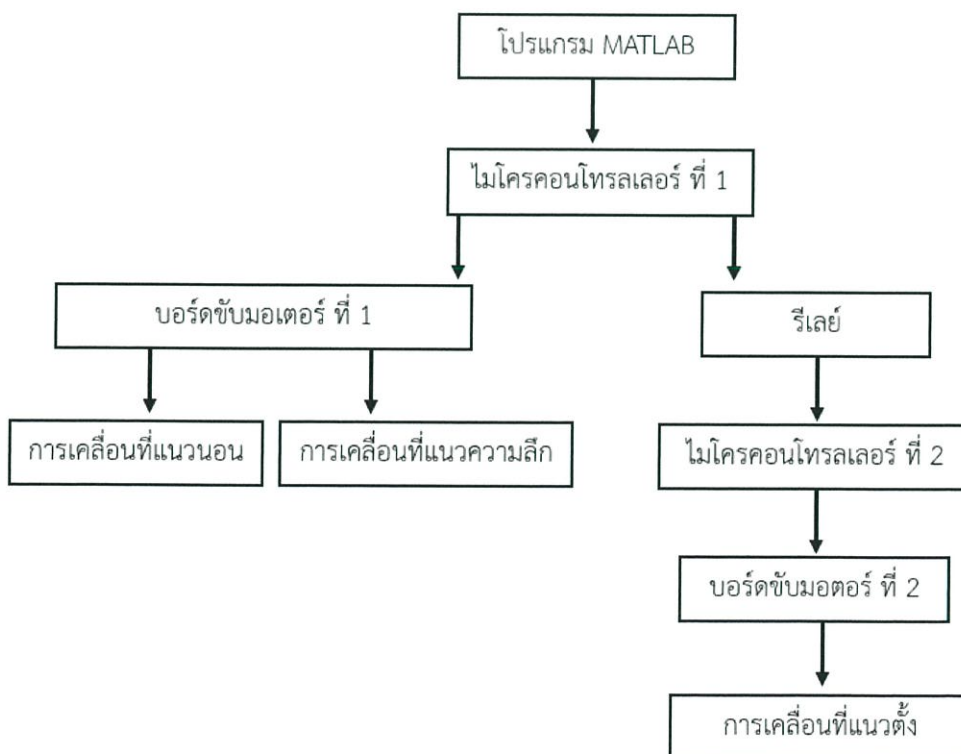 โปรแกรม MATLAB
ไมโครคอนโทรลเลอร์ ที่ 1
บอร์ดขับมอเตอร์ ที่ 1
รีเลย์
การเคลื่อนที่แนวนอน
การเคลื่อนที่แนวความลึก
ไมโครคอนโทรลเลอร์ ที่ 2
บอร์ดขับมอตอร์ ที่ 2
การเคลื่อนที่แนวตั้ง